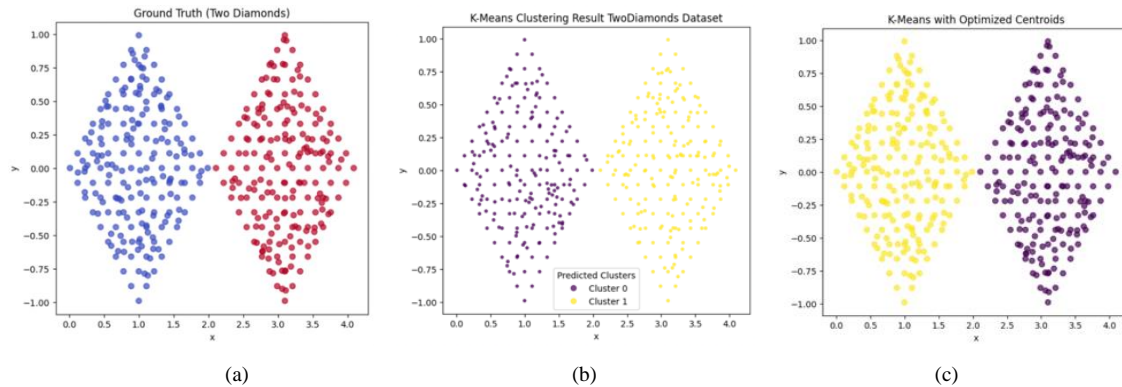 Ground Truth (Two Diamonds)
1.00
0.75
0.50
0.25
0.00
−0.25
−0.50
−0.75
−1.00
y
0.0 0.5 1.0 1.5 2.0 2.5 3.0 3.5 4.0
x
(a)
K-Means Clustering Result TwoDiamonds Dataset
1.00
0.75
0.50
0.25
0.00
−0.25
−0.50
−0.75
−1.00
y
Predicted Clusters
Cluster 0
Cluster 1
0.0 0.5 1.0 1.5 2.0 2.5 3.0 3.5 4.0
x
(b)
K-Means with Optimized Centroids
1.00
0.75
0.50
0.25
0.00
−0.25
−0.50
−0.75
−1.00
y
0.0 0.5 1.0 1.5 2.0 2.5 3.0 3.5 4.0
x
(c)